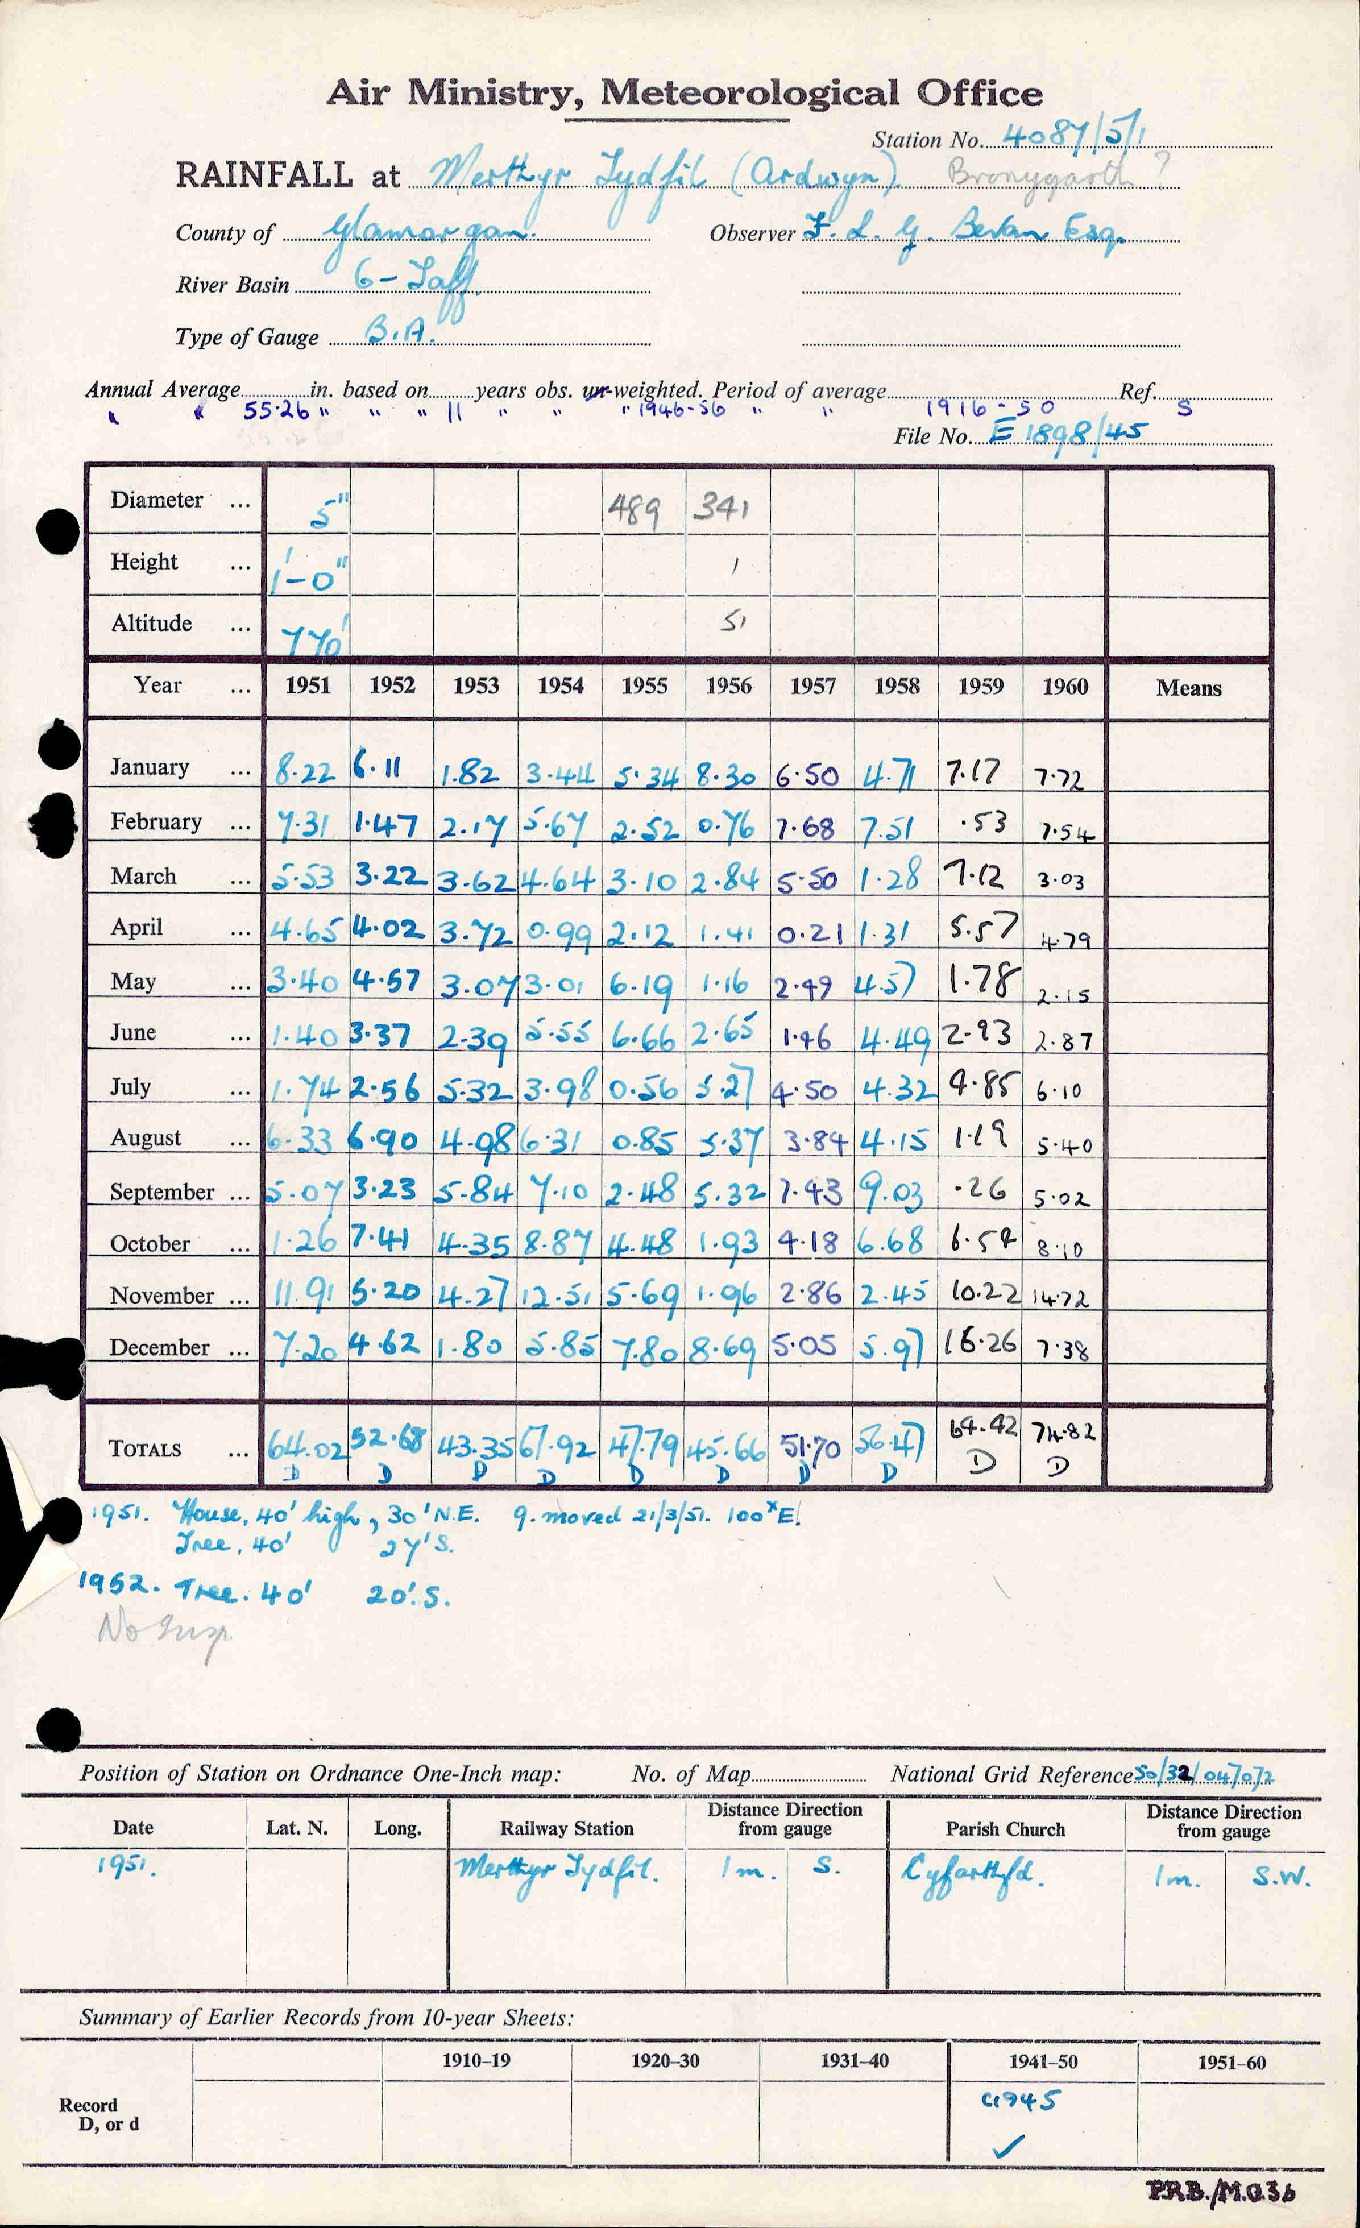 Air Ministry, Meteorological Office
Station No. 4087/5/1
RAINFALL at Merthyr Tydfil (Ardwyn) Bronygarth ?
County of Glamorgan. Observer F. L. G. Bevan Esq.
River Basin 6 - Taff.
Type of Gauge B.A.
Annual Average in. based on years obs. un-weighted. Period of average Ref.
" " 55.26 " " " 11 " " " 1946-56 " " 1916-50 S
File No. E 1898/45
Diameter ... 5" 489 341
Height ... 1'-0" 1
Altitude ... 770' 51
Year ... 1951 1952 1953 1954 1955 1956 1957 1958 1959 1960 Means
January ... 8.22 6.11 1.82 3.44 5.34 8.30 6.50 4.71 7.17 7.72
February ... 7.31 1.47 2.17 5.67 2.52 0.76 7.68 7.51 .53 7.54
March ... 5.53 3.22 3.62 4.64 3.10 2.84 5.50 1.28 7.12 3.03
April ... 4.65 4.02 3.72 0.99 2.12 1.41 0.21 1.31 5.57 4.79
May ... 3.40 4.57 3.07 3.01 6.19 1.16 2.49 4.57 1.78 2.15
June ... 1.40 3.37 2.39 5.55 6.66 2.65 1.46 4.49 2.93 2.87
July ... 1.74 2.56 5.32 3.98 0.56 5.27 4.50 4.32 4.85 6.10
August ... 6.33 6.90 4.98 6.31 0.85 5.37 3.84 4.15 1.19 5.40
September ... 5.07 3.23 5.84 7.10 2.48 5.32 7.43 9.03 .26 5.02
October ... 1.26 7.41 4.35 8.87 4.48 1.93 4.18 6.68 6.54 8.10
November ... 11.91 5.20 4.27 12.51 5.69 1.96 2.86 2.45 10.22 14.72
December ... 7.20 4.62 1.80 5.85 7.80 8.69 5.05 5.97 16.26 7.38
TOTALS ... 64.02 52.68 43.35 67.92 47.79 45.66 51.70 56.47 64.42 74.82
D D D D D D D D D D
1951. House, 40' high, 30' N.E. g. moved 21/3/51. 100ˣE.
Tree, 40' 27'S.
1952. Tree. 40' 20'.S.
No Insp
Position of Station on Ordnance One-Inch map: No. of Map National Grid Reference SO/32/047072
Date Lat. N. Long. Railway Station Distance Direction from gauge Parish Church Distance Direction from gauge
1951. Merthyr Tydfil. 1m. S. Cyfarthfd. 1m. S.W.
Summary of Earlier Records from 10-year Sheets:
1910-19 1920-30 1931-40 1941-50 1951-60
Record D, or d 1945 ✓
P.R.B./M.O.36